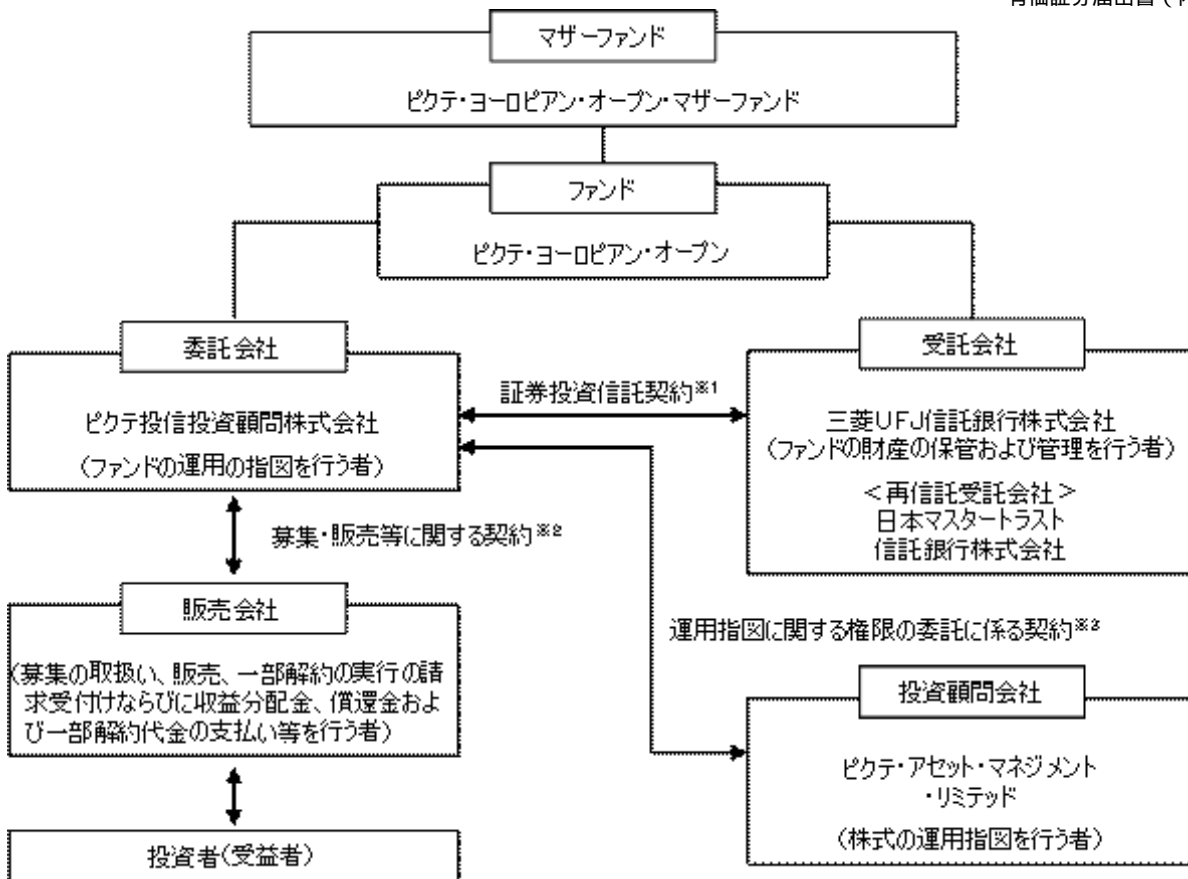 マザーファンド
ピクテ・ヨーロピアン・オープン・マザーファンド
ファンド
ピクテ・ヨーロピアン・オープン
委託会社
ピクテ投信投資顧問株式会社
(ファンドの運用の指図を行う者)
証券投資信託契約※1
受託会社
三菱UFJ信託銀行株式会社
(ファンドの財産の保管および管理を行う者)
<再信託受託会社>
日本マスタートラスト
信託銀行株式会社
募集・販売等に関する契約※2
販売会社
(募集の取扱い、販売、一部解約の実行の請
求受付けならびに収益分配金、償還金およ
び一部解約代金の支払い等を行う者)
運用指図に関する権限の委託に係る契約※3
投資顧問会社
ピクテ・アセット・マネジメント
・リミテッド
(株式の運用指図を行う者)
投資者(受益者)